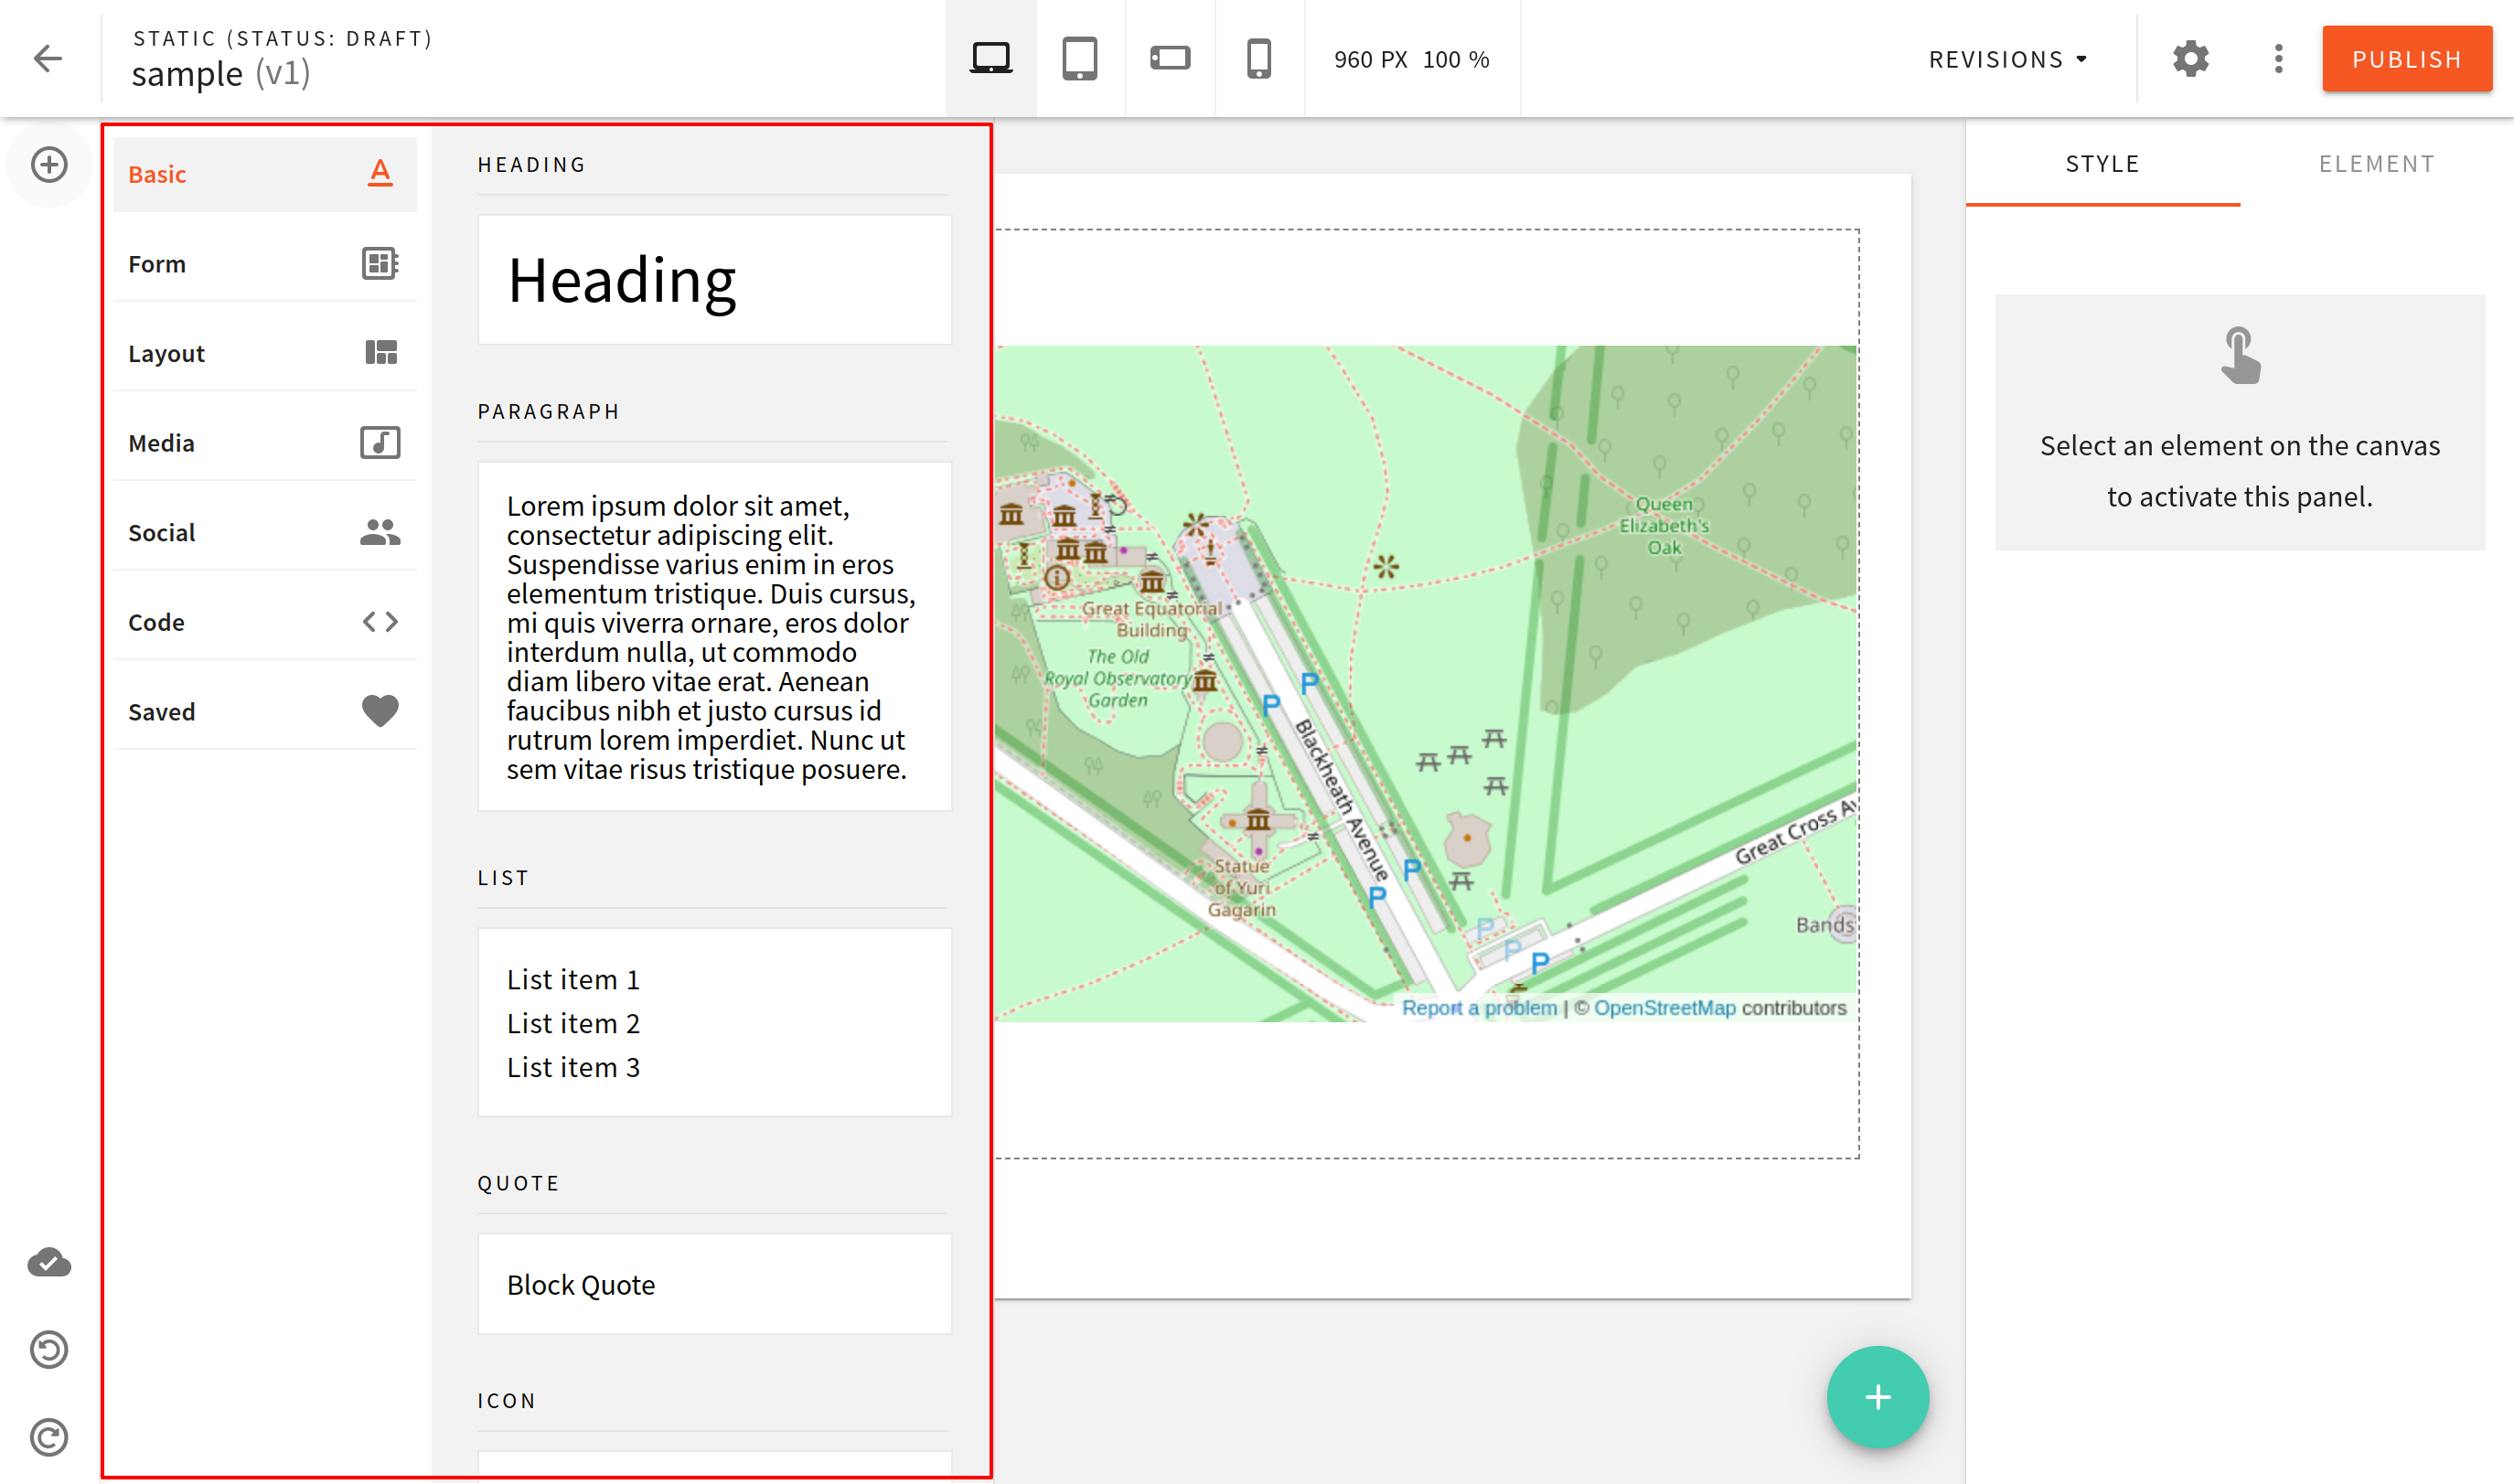 STATIC (STATUS: DRAFT)
sample (v1)
960 PX 100 %
REVISIONS
PUBLISH
Basic
Form
Layout
Media
Social
Code
Saved
HEADING
Heading
PARAGRAPH
Lorem ipsum dolor sit amet,
consectetur adipiscing elit.
Suspendisse varius enim in eros
elementum tristique. Duis cursus,
mi quis viverra ornare, eros dolor
interdum nulla, ut commodo
diam libero vitae erat. Aenean
faucibus nibh et justo cursus id
rutrum lorem imperdiet. Nunc ut
sem vitae risus tristique posuere.
LIST
List item 1
List item 2
List item 3
QUOTE
Block Quote
ICON
Queen
Elizabeth's
Oak
Great Equatorial
Building
The Old
Royal Observatory
Garden
P
P
Blackheath Avenue
Statue
of Yuri
Gagarin
P
P
Great Cross Av
Bands
P
P
P
Report a problem | © OpenStreetMap contributors
STYLE
ELEMENT
Select an element on the canvas
to activate this panel.